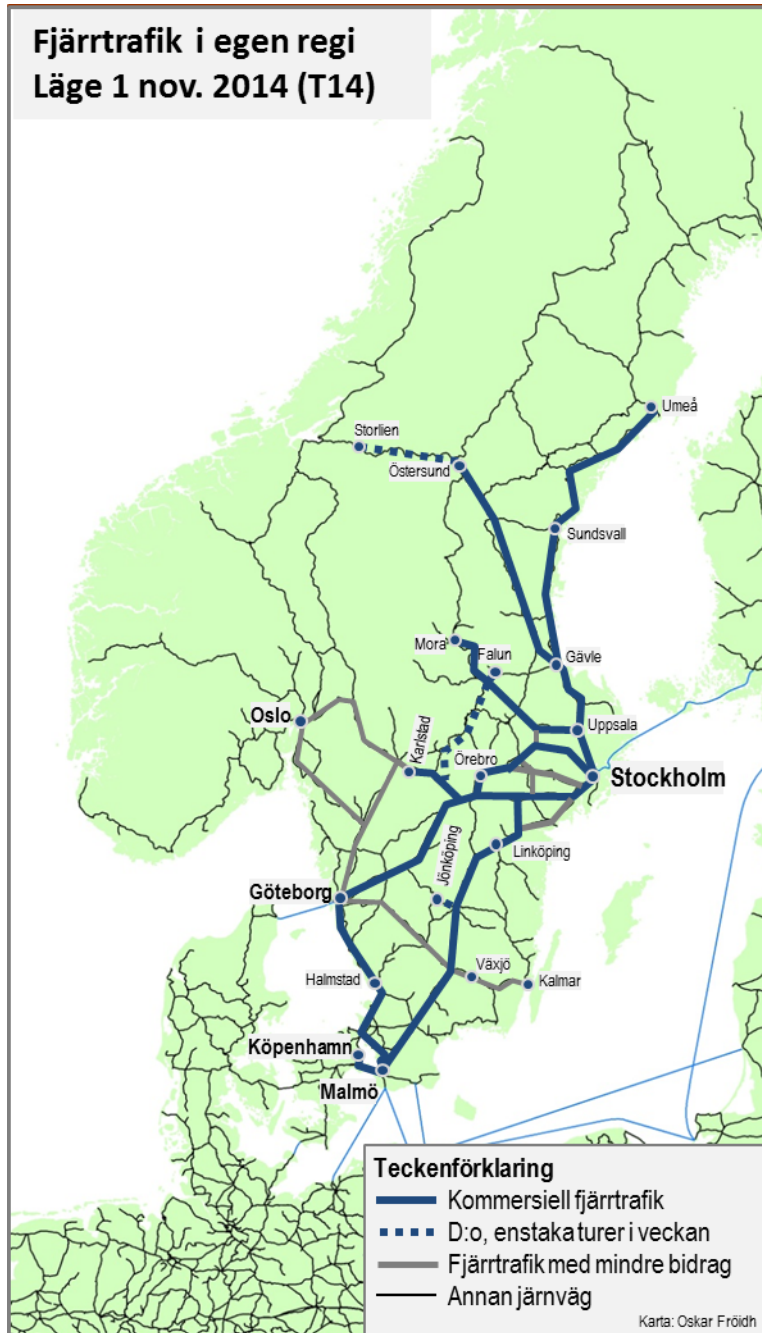 Fjärrtrafik i egen regi
Läge 1 nov. 2014 (T14)
Umeå
Storlien
Östersund
Sundsvall
Mora
Falun
Gävle
Oslo
Uppsala
Karlstad
Örebro
Stockholm
Jönköping
Linköping
Göteborg
Växjö
Halmstad
Kalmar
Köpenhamn
Malmö
Teckenförklaring
Kommersiell fjärrtrafik
D:o, enstaka turer i veckan
Fjärrtrafik med mindre bidrag
Annan järnväg
Karta: Oskar Fröidh